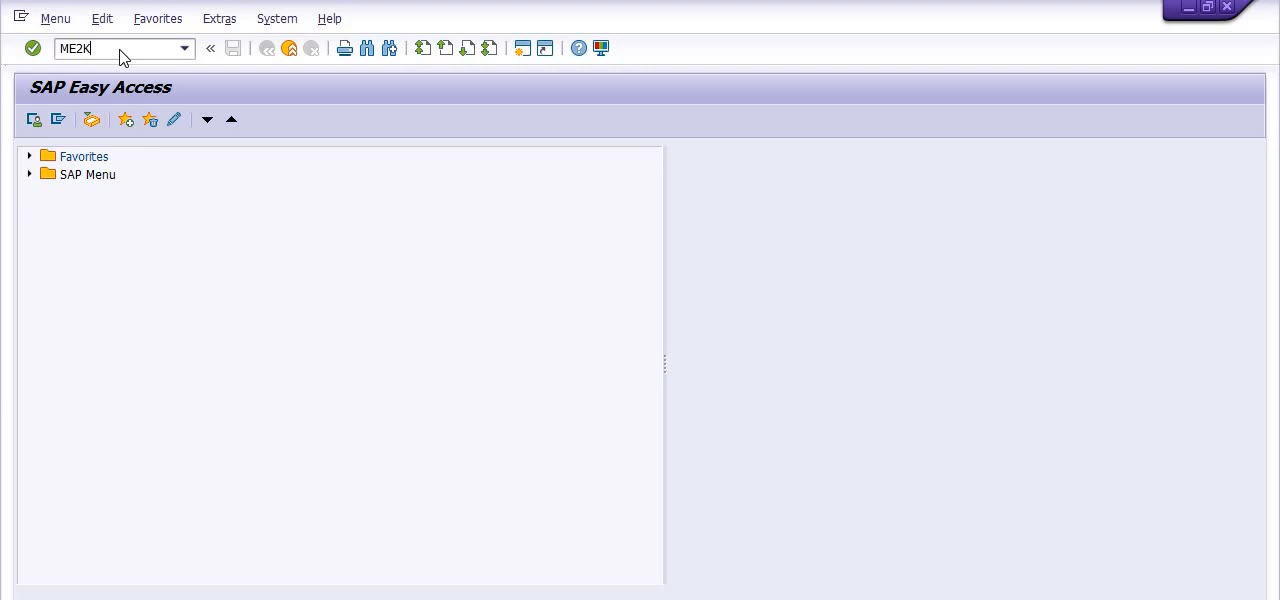 Menu Edit Favorites Extras System Help
ME2K
SAP Easy Access
Favorites
SAP Menu